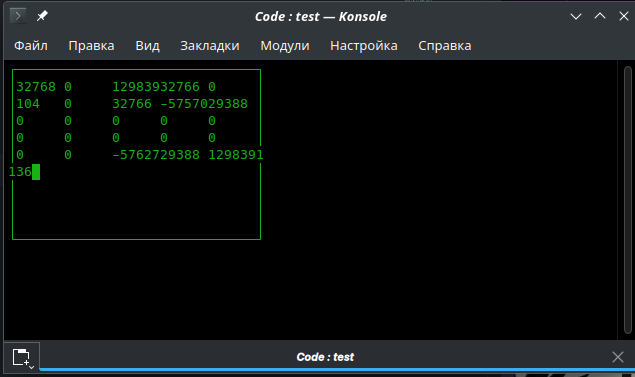 Code : test — Konsole
Файл Правка Вид Закладки Модули Настройка Справка
32768 0 12983932766 0
104 0 32766 -5757029388
0 0 0 0 0
0 0 0 0 0
0 0 -5762729388 1298391
136
Code : test